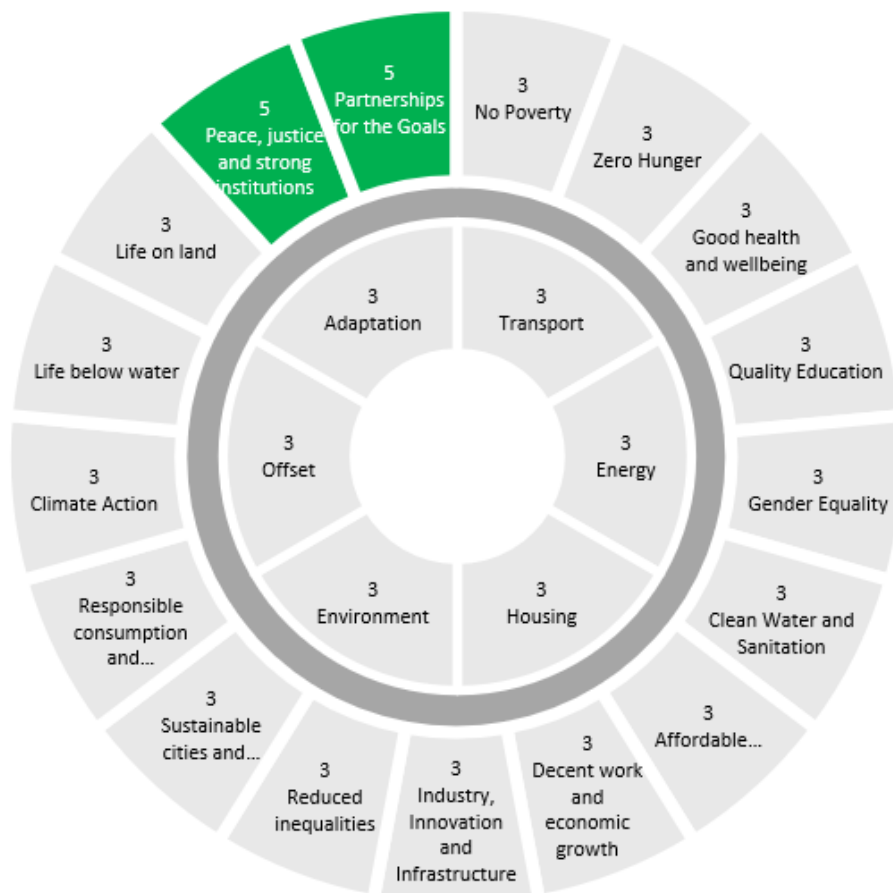 3
No Poverty
3
Zero Hunger
3
Good health
and wellbeing
3
Quality Education
3
Gender Equality
3
Clean Water and
Sanitation
3
Affordable...
3
Decent work
and
economic
growth
3
Industry,
Innovation
and
Infrastructure
3
Reduced
inequalities
3
Sustainable
cities and...
3
Responsible
consumption
and...
3
Climate Action
3
Life below water
3
Life on land
5
Peace, justice
and strong
institutions
5
Partnerships
for the Goals
3
Transport
3
Energy
3
Housing
3
Environment
3
Offset
3
Adaptation